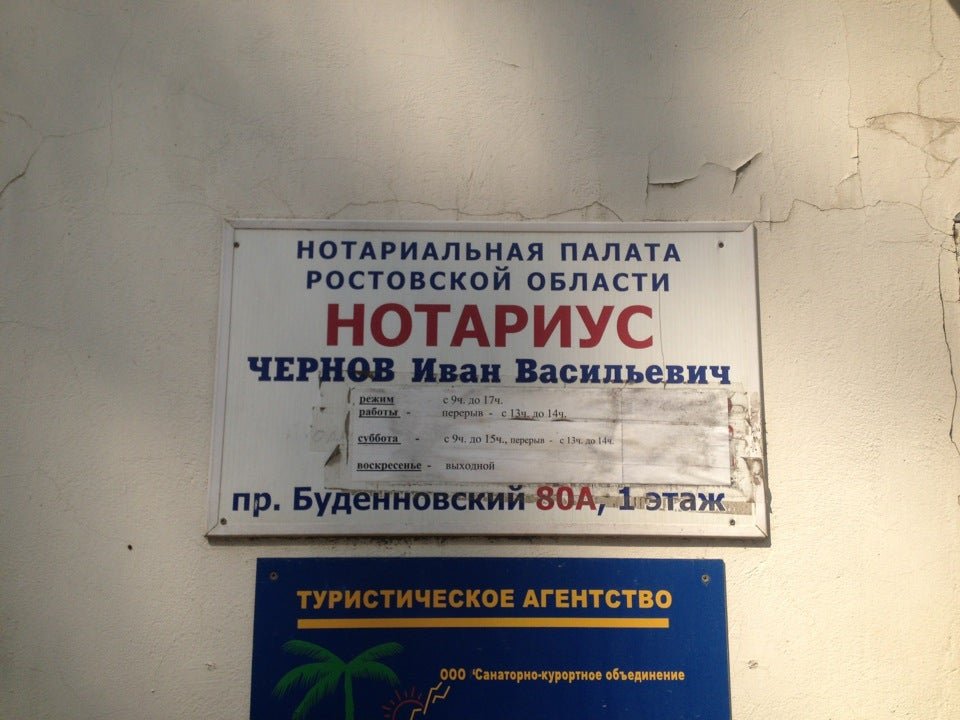 НОТАРИАЛЬНАЯ ПАЛАТА
РОСТОВСКОЙ ОБЛАСТИ
НОТАРИУС
ЧЕРНОВ Иван Васильевич
режим с 9ч. до 17ч.
работы - перерыв - с 13ч. до 14ч.
суббота - с 9ч. до 15ч., перерыв - с 13ч. до 14ч.
воскресенье - выходной
пр. Буденновский 80А, 1 этаж
ТУРИСТИЧЕСКОЕ АГЕНТСТВО
ООО "Санаторно-курортное объединение